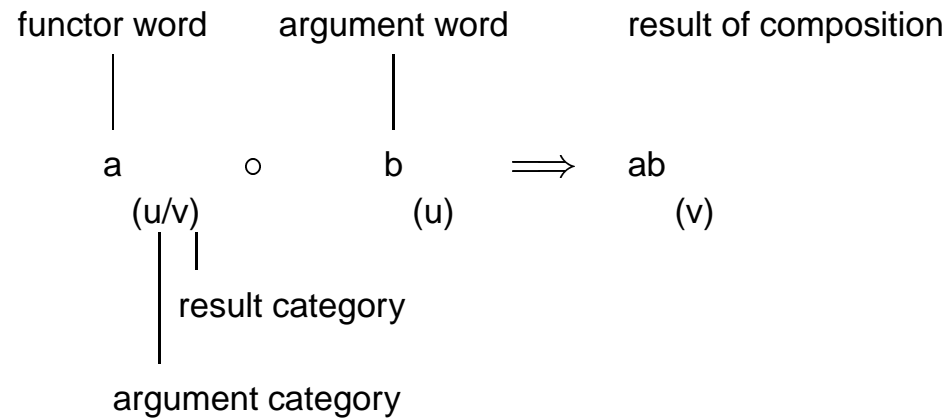 functor word argument word result of composition
a ○ b ⟹ ab
(u/v) (u) (v)
result category
argument category